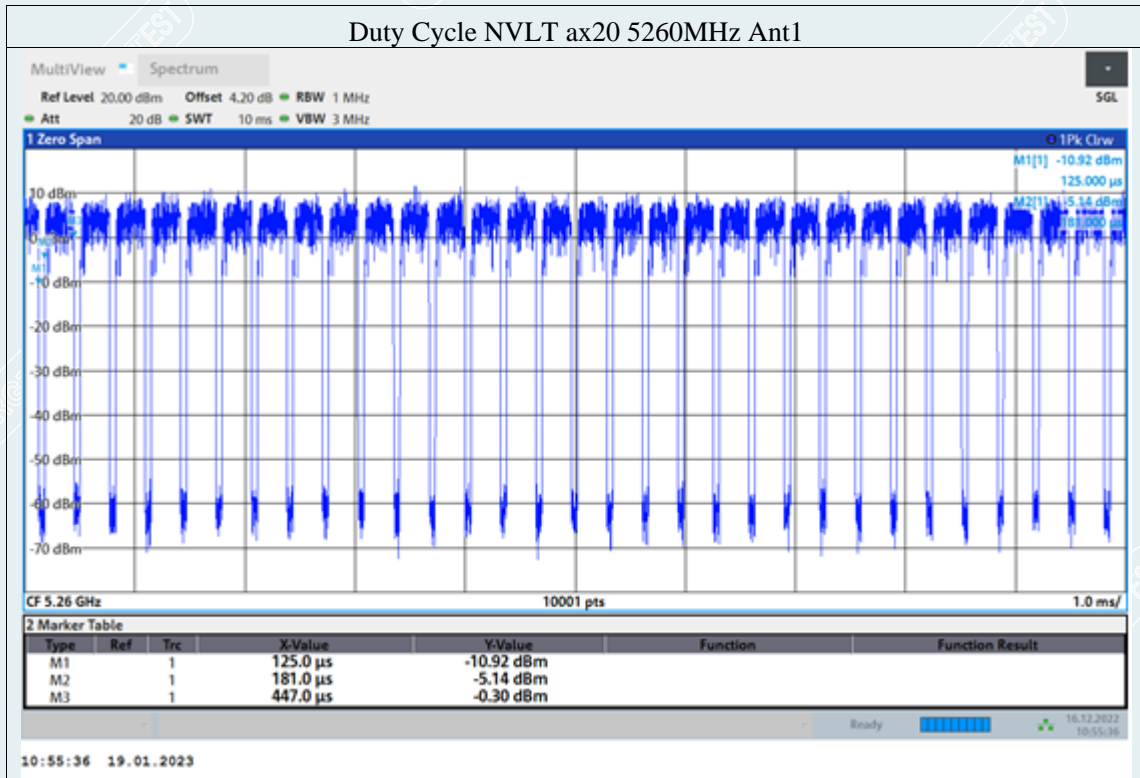 Duty Cycle NVLT ax20 5260MHz Ant1
MultiView Spectrum
Ref Level 20.00 dBm Offset 4.20 dB RBW 1 MHz SGL
Att 20 dB SWT 10 ms VBW 3 MHz
1 Zero Span 1Pk Clrw
M1[1] -10.92 dBm
125.000 µs
M2[1] -5.14 dBm
181.000 µs
10 dBm
M1
-10 dBm
-20 dBm
-30 dBm
-40 dBm
-50 dBm
-60 dBm
-70 dBm
CF 5.26 GHz 10001 pts 1.0 ms/
2 Marker Table
Type Ref Trc X-Value Y-Value Function Function Result
M1 1 125.0 µs -10.92 dBm
M2 1 181.0 µs -5.14 dBm
M3 1 447.0 µs -0.30 dBm
Ready 16.12.2022
10:55:36
10:55:36 19.01.2023